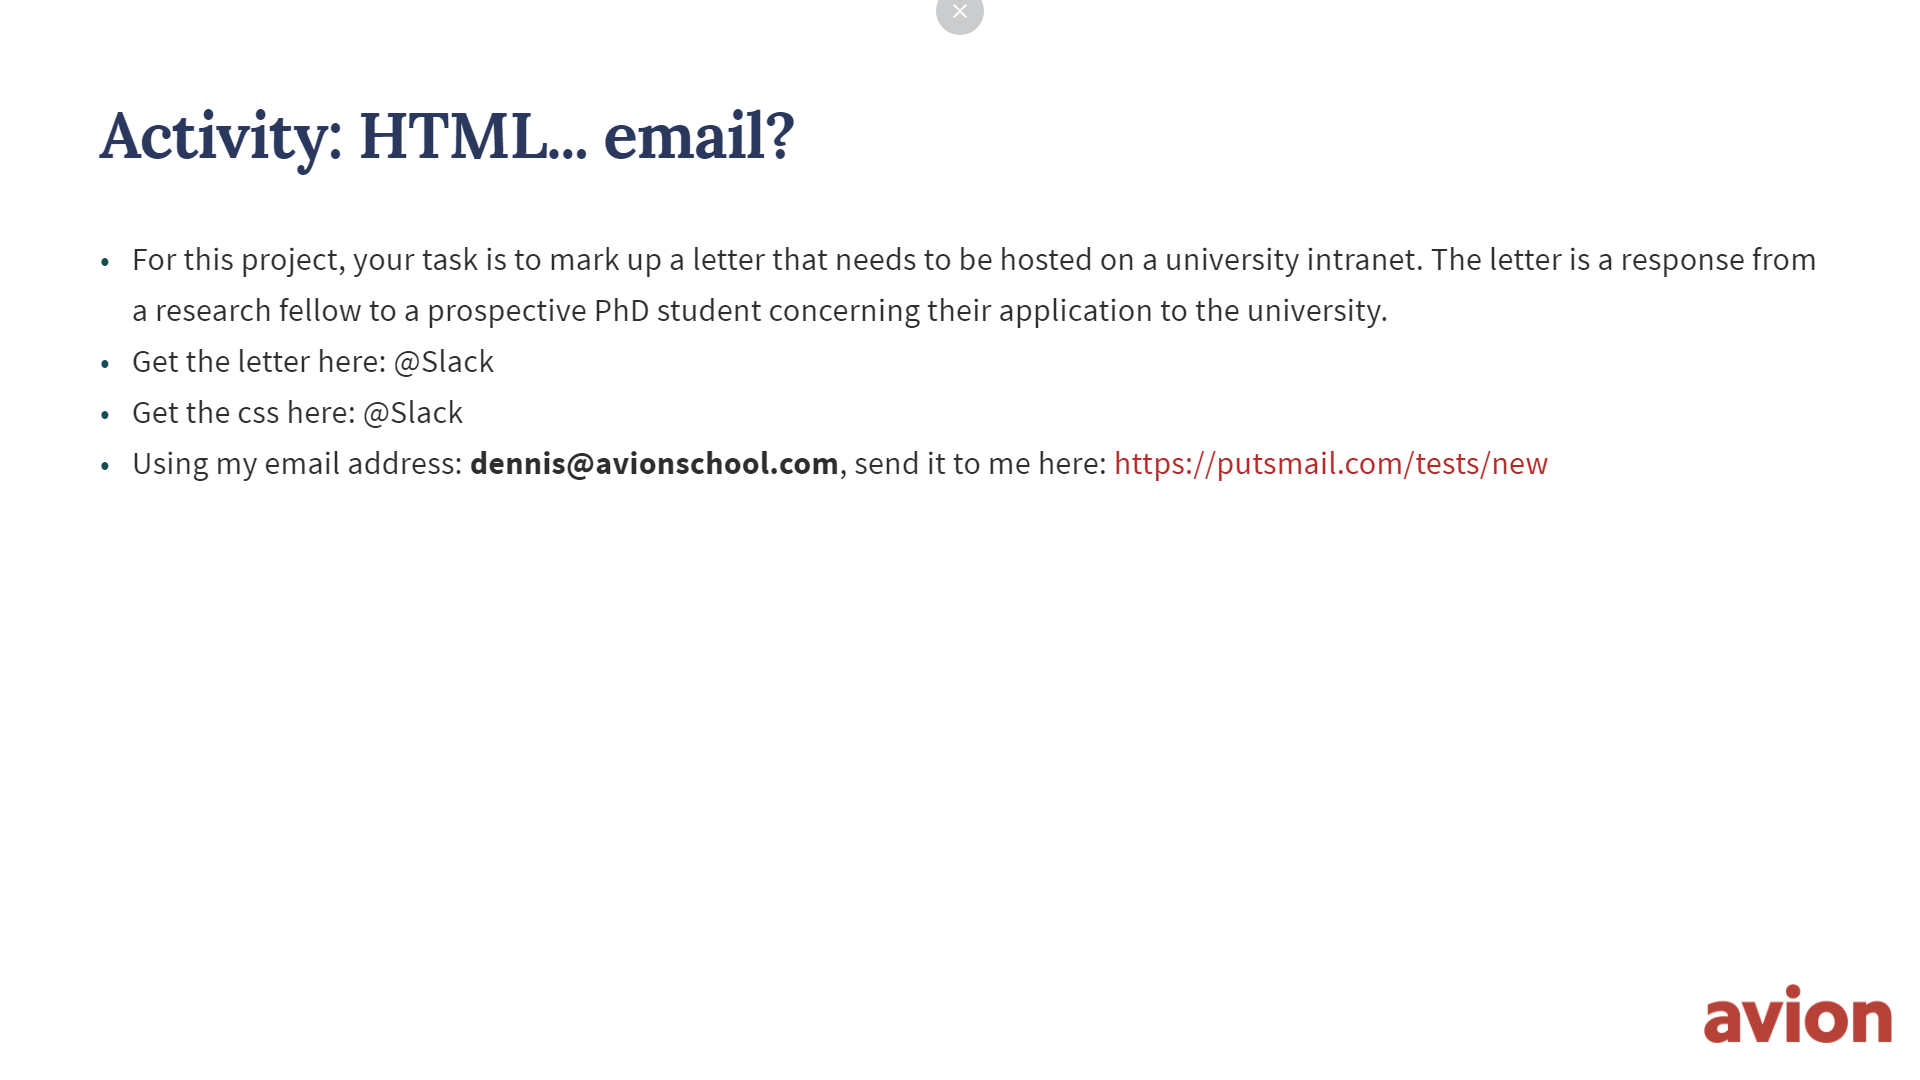 Activity: HTML... email?
• For this project, your task is to mark up a letter that needs to be hosted on a university intranet. The letter is a response from
a research fellow to a prospective PhD student concerning their application to the university.
• Get the letter here: @Slack
• Get the css here: @Slack
• Using my email address: dennis@avionschool.com, send it to me here: https://putsmail.com/tests/new
avion